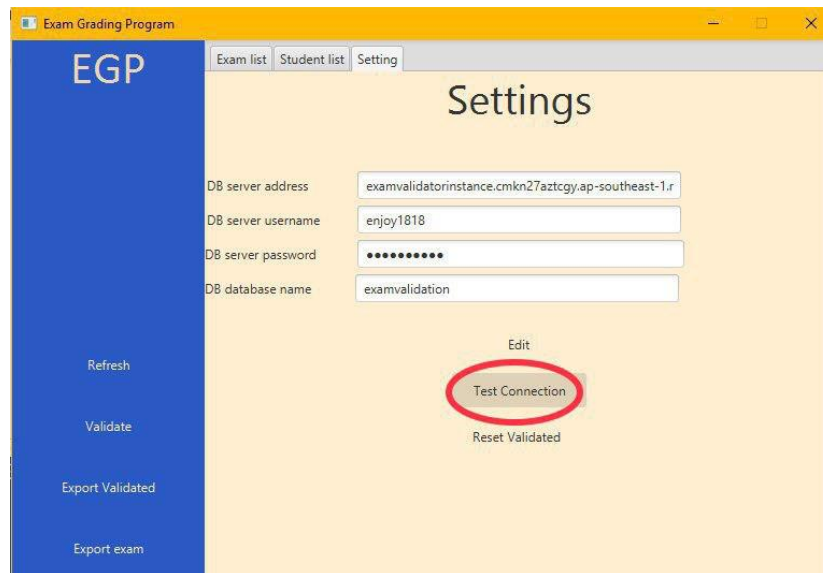 Exam Grading Program
EGP
Exam list Student list Setting
Settings
DB server address examvalidatorinstance.cmkn27aztcgy.ap-southeast-1.r
DB server username enjoy1818
DB server password ●●●●●●●●●●
DB database name examvalidation
Edit
Refresh
Test Connection
Validate
Reset Validated
Export Validated
Export exam